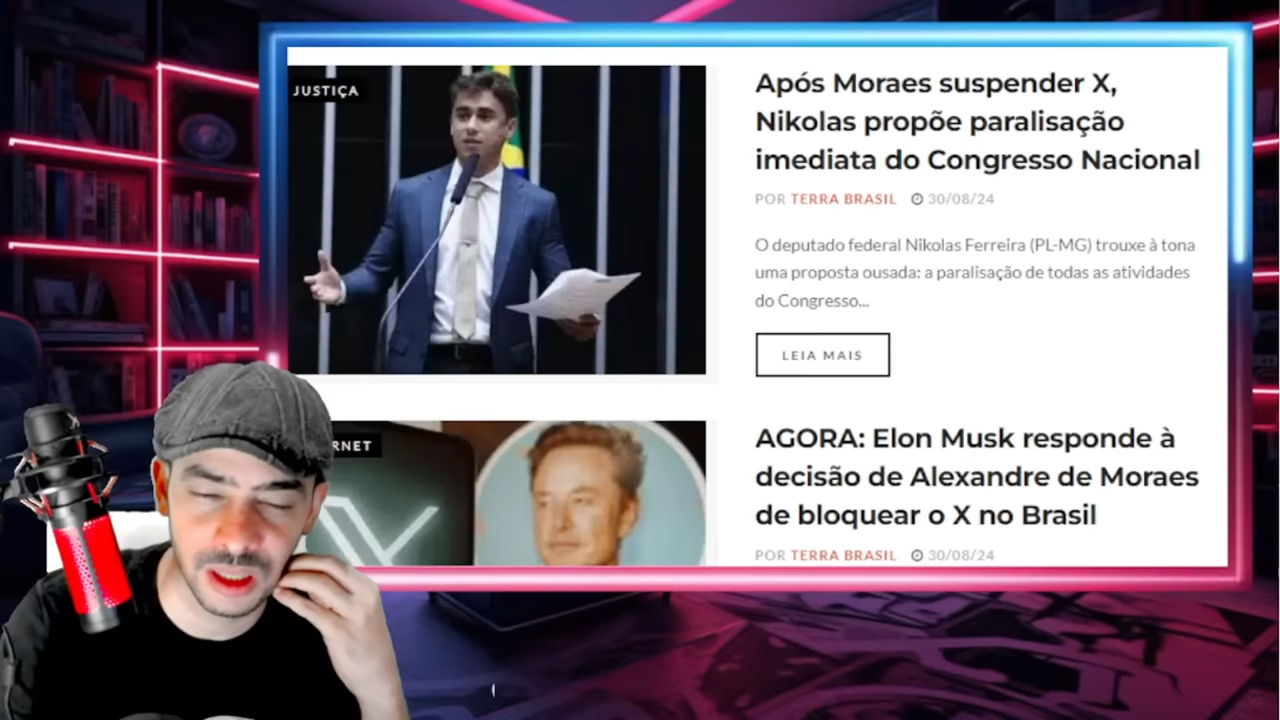 JUSTIÇA
Após Moraes suspender X,
Nikolas propõe paralisação
imediata do Congresso Nacional
POR TERRA BRASIL 30/08/24
O deputado federal Nikolas Ferreira (PL-MG) trouxe à tona
uma proposta ousada: a paralisação de todas as atividades
do Congresso...
LEIA MAIS
RNET
AGORA: Elon Musk responde à
decisão de Alexandre de Moraes
de bloquear o X no Brasil
POR TERRA BRASIL 30/08/24